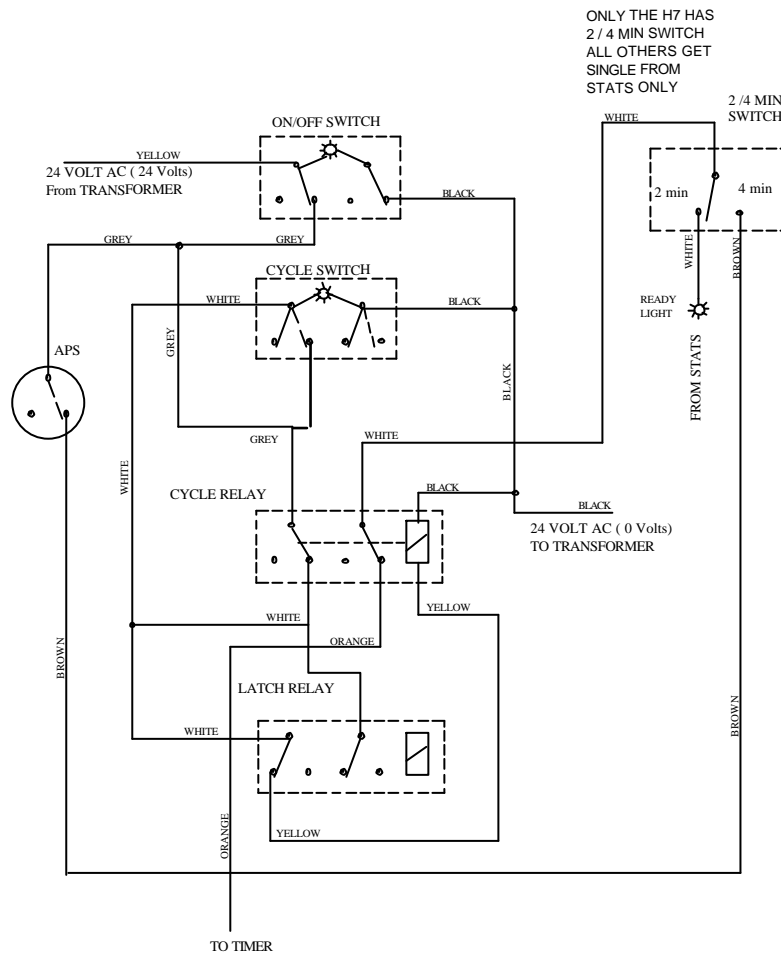 ONLY THE H7 HAS
2 / 4 MIN SWITCH
ALL OTHERS GET
SINGLE FROM
STATS ONLY
2 /4 MIN
SWITCH
WHITE
ON/OFF SWITCH
YELLOW
24 VOLT AC ( 24 Volts)
From TRANSFORMER
BLACK
2 min
4 min
GREY
GREY
WHITE
BROWN
CYCLE SWITCH
WHITE
BLACK
READY
LIGHT
GREY
APS
FROM STATS
BLACK
GREY
WHITE
WHITE
CYCLE RELAY
BLACK
BLACK
24 VOLT AC ( 0 Volts)
TO TRANSFORMER
YELLOW
WHITE
ORANGE
BROWN
LATCH RELAY
BROWN
WHITE
YELLOW
ORANGE
TO TIMER